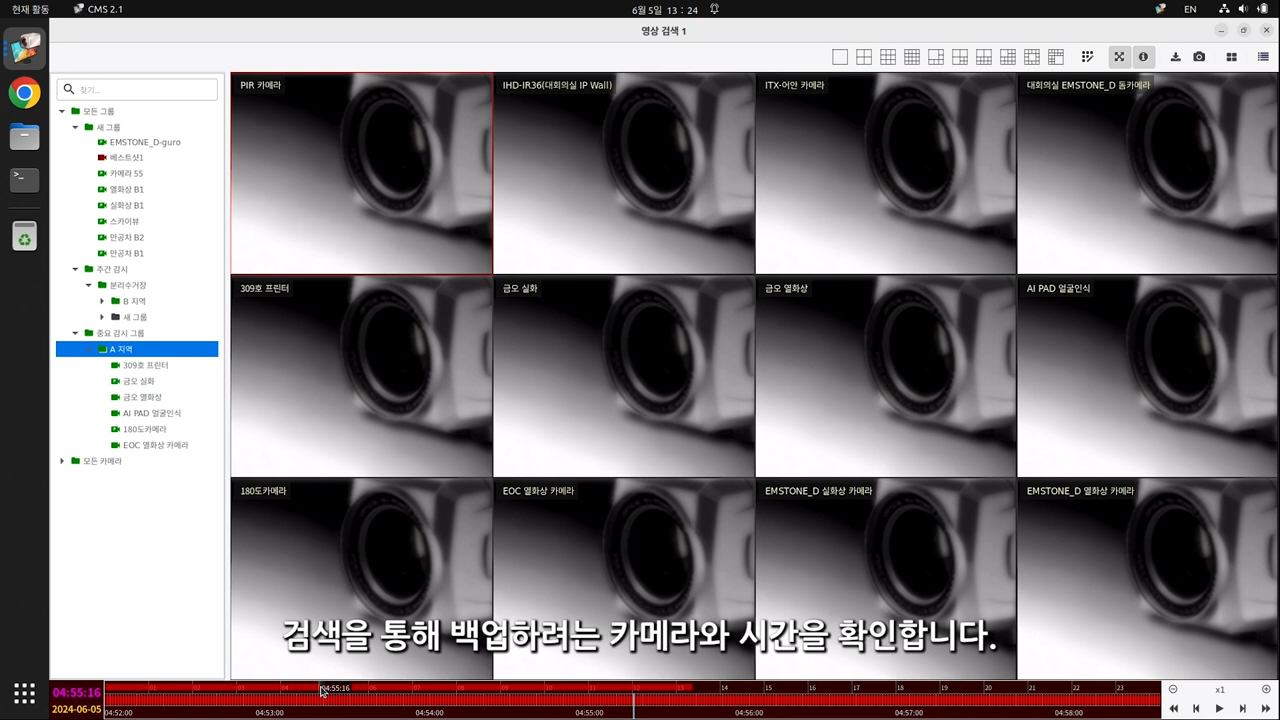 현재 활동
CMS 2.1
6월 5일 13 : 24
EN
영상 검색 1
찾기...
모든 그룹
새 그룹
EMSTONE_D-guro
베스트샷1
카메라 55
열화상 B1
실화상 B1
스카이뷰
만공차 B2
만공차 B1
주간 감시
분리수거장
B 지역
새 그룹
중요 감시 그룹
A 지역
309호 프린터
금오 실화
금오 열화상
AI PAD 얼굴인식
180도카메라
EOC 열화상 카메라
모든 카메라
PIR 카메라
IHD-IR36(대회의실 IP Wall)
ITX-어안 카메라
대회의실 EMSTONE_D 돔카메라
309호 프린터
금오 실화
금오 열화상
AI PAD 얼굴인식
180도카메라
EOC 열화상 카메라
EMSTONE_D 실화상 카메라
EMSTONE_D 열화상 카메라
검색을 통해 백업하려는 카메라와 시간을 확인합니다.
04:55:16
2024-06-05
01 02 03 04 04:55:16 06 07 08 09 10 11 12 13 14 15 16 17 18 19 20 21 22 23
04:52:00 04:53:00 04:54:00 04:55:00 04:56:00 04:57:00 04:58:00
x1